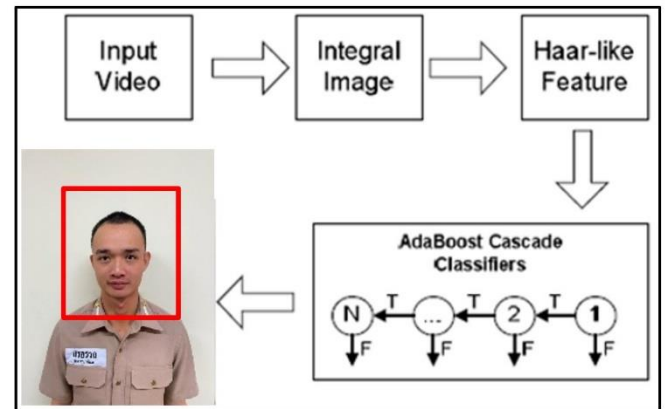 Input
Video
Integral
Image
Haar-like
Feature
AdaBoost Cascade
Classifiers
N T ... T 2 T 1
F F F F